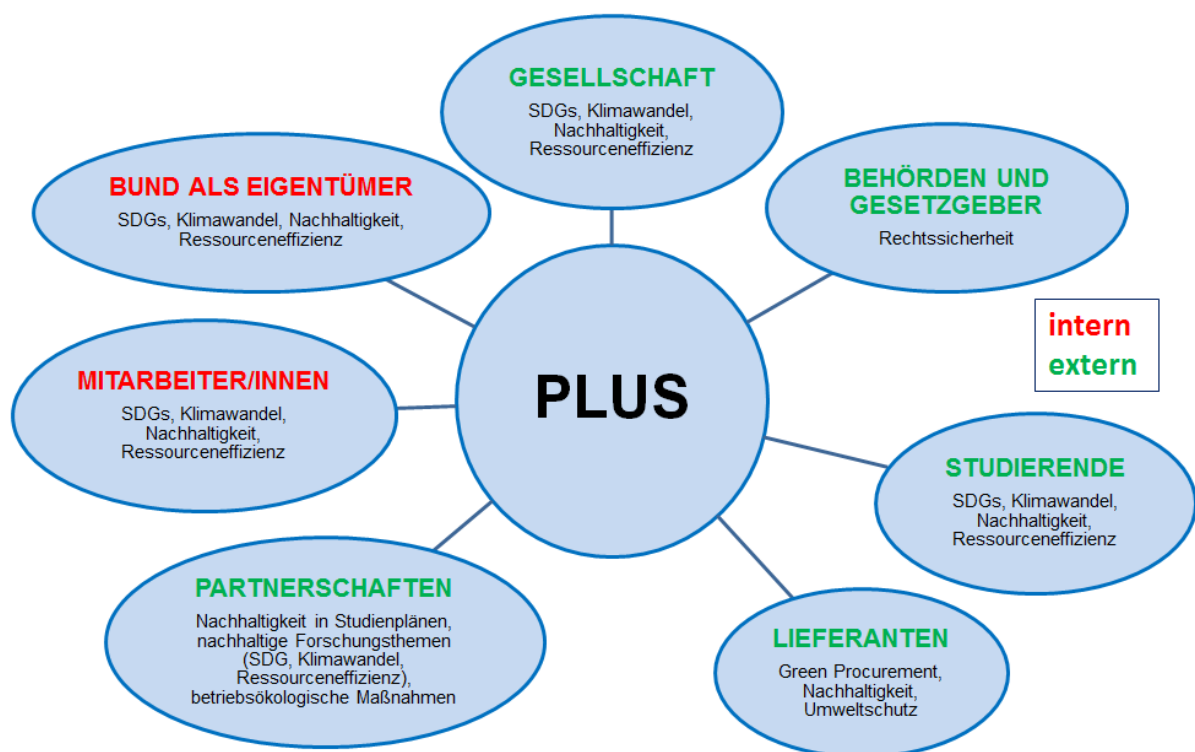 GESELLSCHAFT
SDGs, Klimawandel,
Nachhaltigkeit,
Ressourceneffizienz
BUND ALS EIGENTÜMER
SDGs, Klimawandel, Nachhaltigkeit,
Ressourceneffizienz
BEHÖRDEN UND
GESETZGEBER
Rechtssicherheit
intern
extern
MITARBEITER/INNEN
SDGs, Klimawandel,
Nachhaltigkeit,
Ressourceneffizienz
PLUS
STUDIERENDE
SDGs, Klimawandel,
Nachhaltigkeit,
Ressourceneffizienz
PARTNERSCHAFTEN
Nachhaltigkeit in Studienplänen,
nachhaltige Forschungsthemen
(SDG, Klimawandel,
Ressourceneffizienz),
betriebsökologische Maßnahmen
LIEFERANTEN
Green Procurement,
Nachhaltigkeit,
Umweltschutz